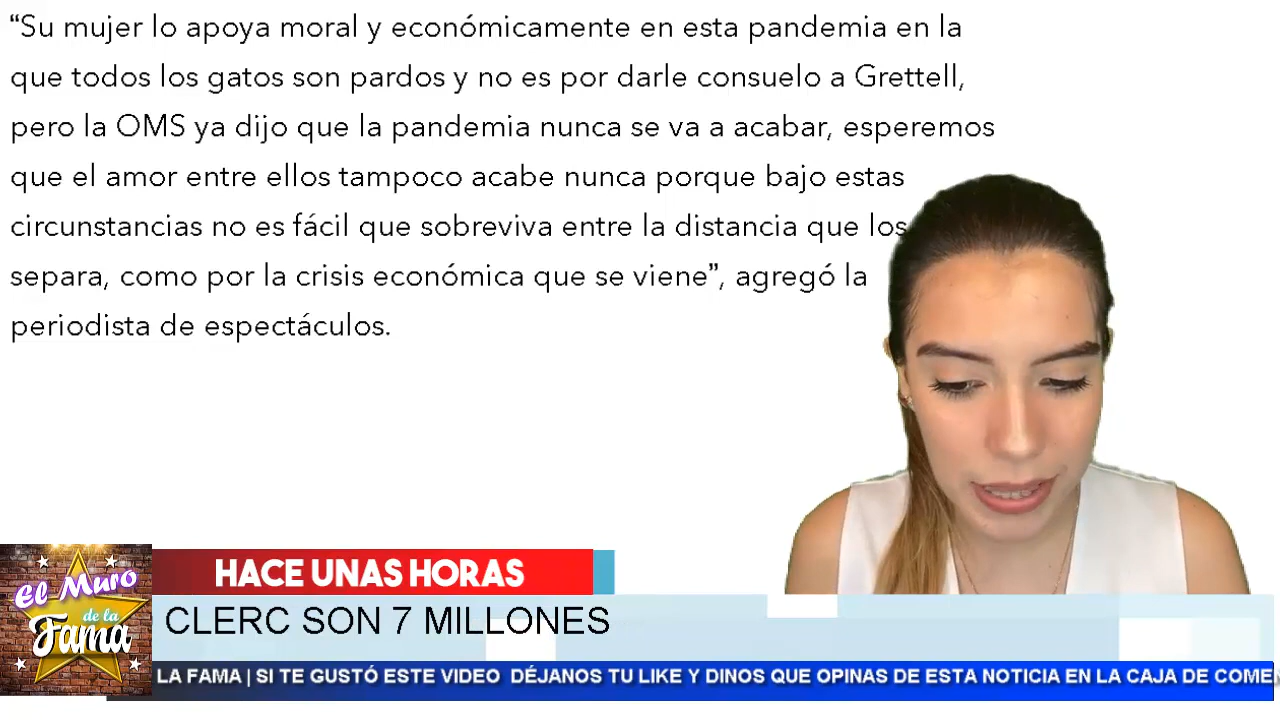 “Su mujer lo apoya moral y económicamente en esta pandemia en la
que todos los gatos son pardos y no es por darle consuelo a Grettell,
pero la OMS ya dijo que la pandemia nunca se va a acabar, esperemos
que el amor entre ellos tampoco acabe nunca porque bajo estas
circunstancias no es fácil que sobreviva entre la distancia que los
separa, como por la crisis económica que se viene”, agregó la
periodista de espectáculos.
HACE UNAS HORAS
El Muro
de la
Fama
CLERC SON 7 MILLONES
LA FAMA | SI TE GUSTÓ ESTE VIDEO DÉJANOS TU LIKE Y DINOS QUE OPINAS DE ESTA NOTICIA EN LA CAJA DE COME